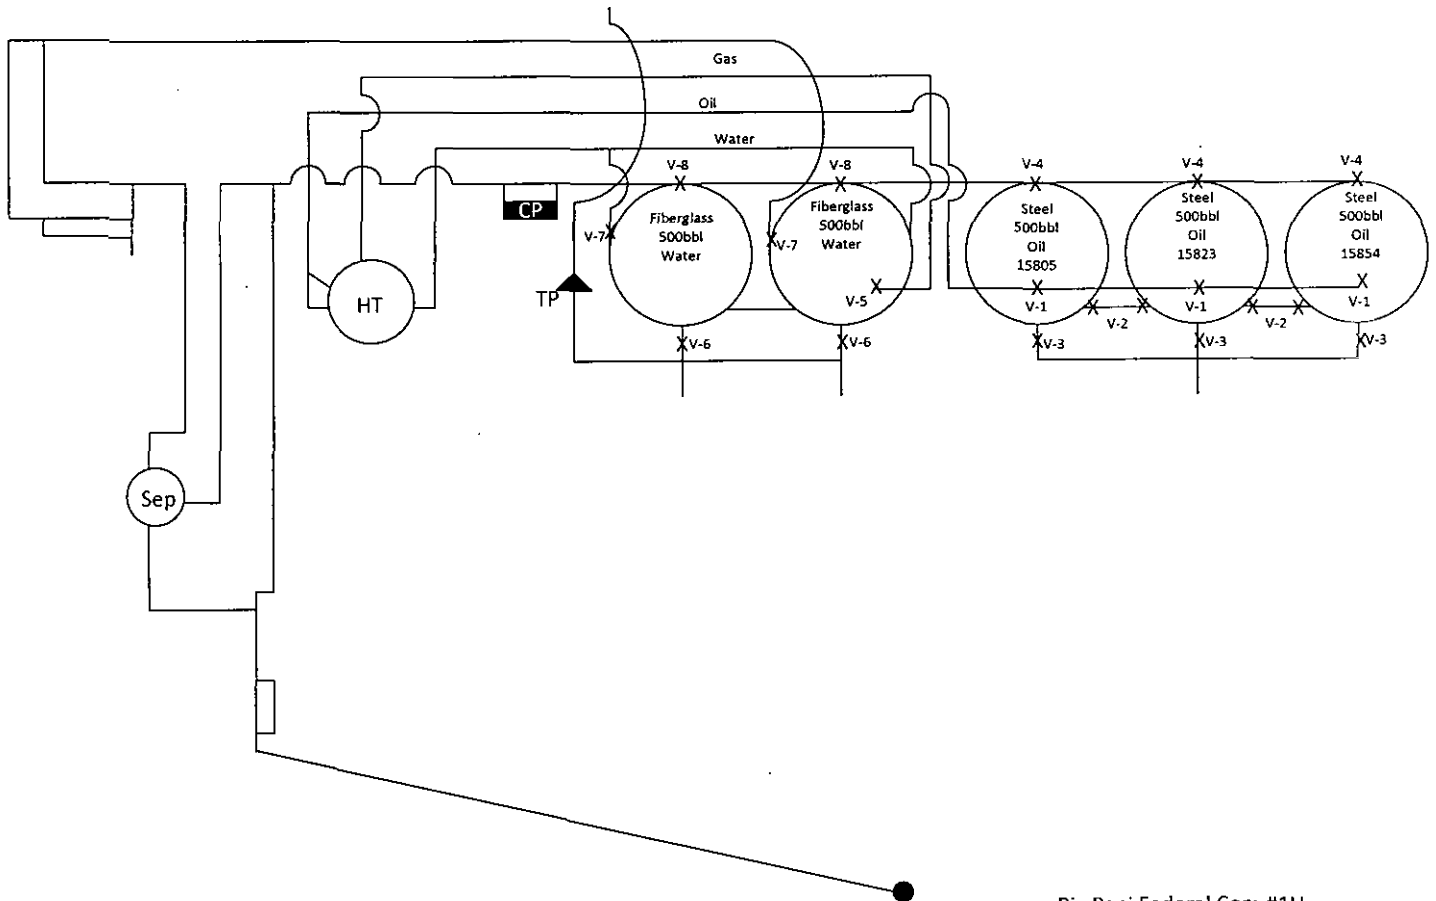 Gas
Oil
Water
V-8
V-8
V-4
V-4
V-4
CP
Fiberglass
500bbl
Water
Fiberglass
500bbl
Water
Steel
500bbl
Oil
15805
Steel
500bbl
Oil
15823
Steel
500bbl
Oil
15854
V-7
V-7
HT
TP
V-5
V-1
V-1
V-1
V-2
V-2
V-6
V-6
V-3
V-3
V-3
Sep
Federal #1H